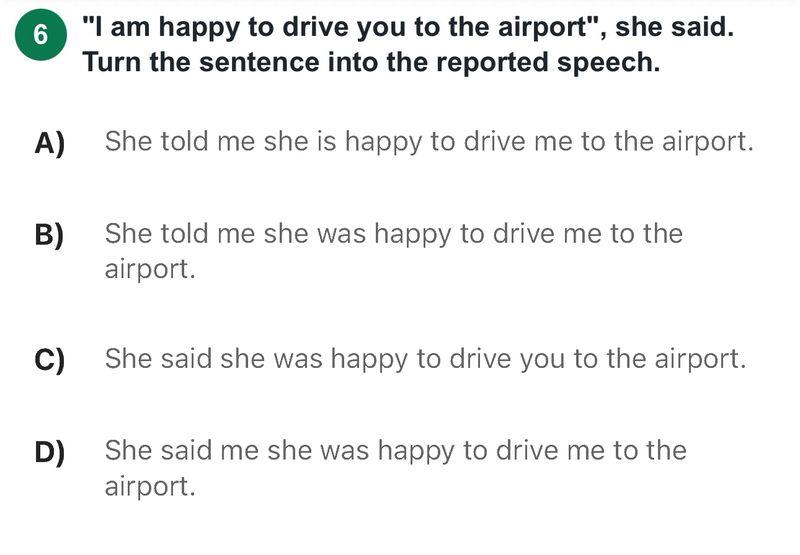 6 "I am happy to drive you to the airport", she said.
Turn the sentence into the reported speech.
A) She told me she is happy to drive me to the airport.
B) She told me she was happy to drive me to the
airport.
C) She said she was happy to drive you to the airport.
D) She said me she was happy to drive me to the
airport.